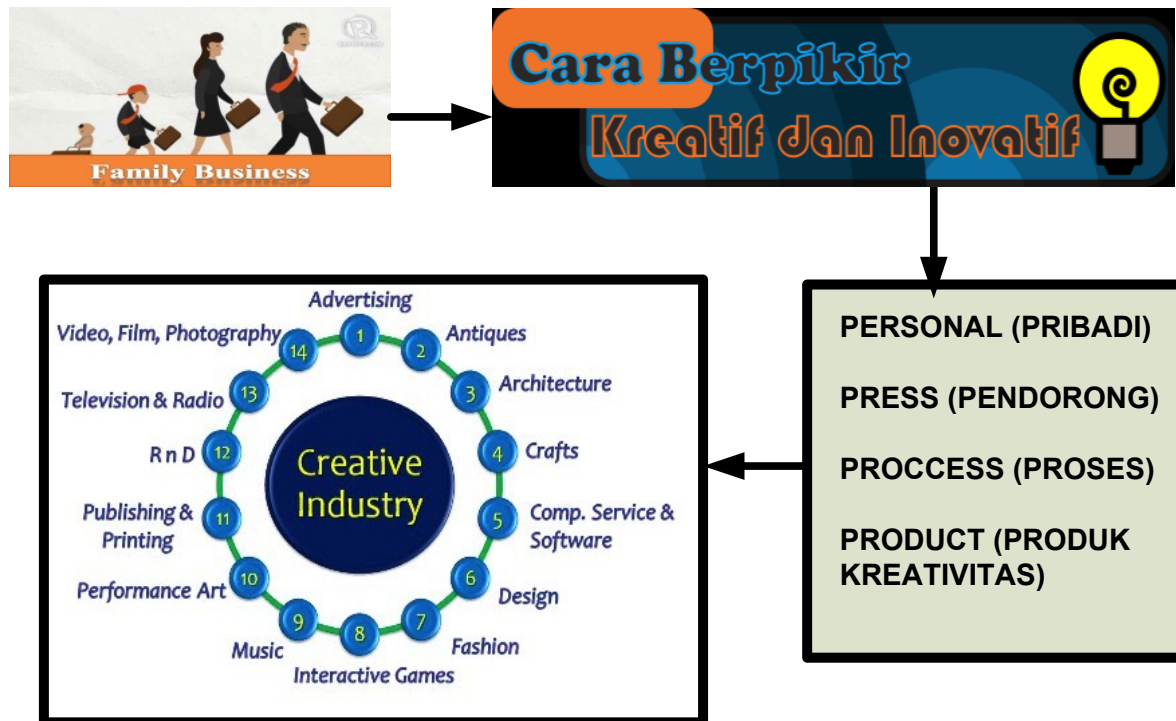 Family Business
Cara Berpikir
Kreatif dan Inovatif
PERSONAL (PRIBADI)
PRESS (PENDORONG)
PROCCESS (PROSES)
PRODUCT (PRODUK
KREATIVITAS)
Creative
Industry
Advertising
1
Antiques
2
Architecture
3
Crafts
4
Comp. Service &
Software
5
Design
6
Fashion
7
Interactive Games
8
Music
9
Performance Art
10
Publishing &
Printing
11
R n D
12
Television & Radio
13
Video, Film, Photography
14